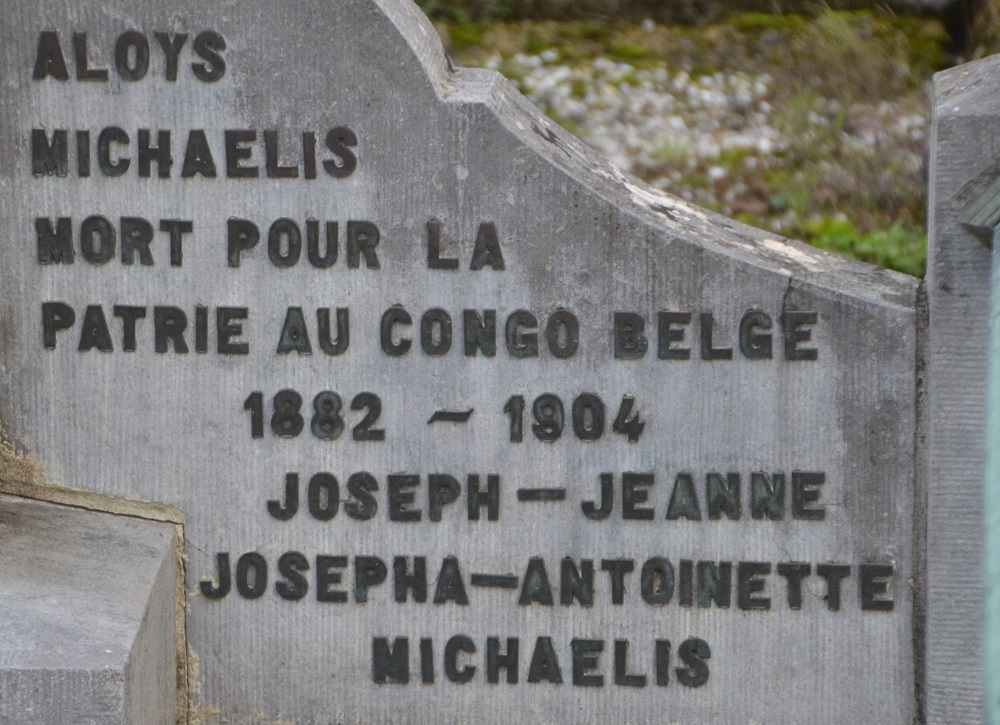 ALOYS
MICHAELIS
MORT POUR LA
PATRIE AU CONGO BELGE
1882 ~ 1904
JOSEPH – JEANNE
JOSEPHA – ANTOINETTE
MICHAELIS